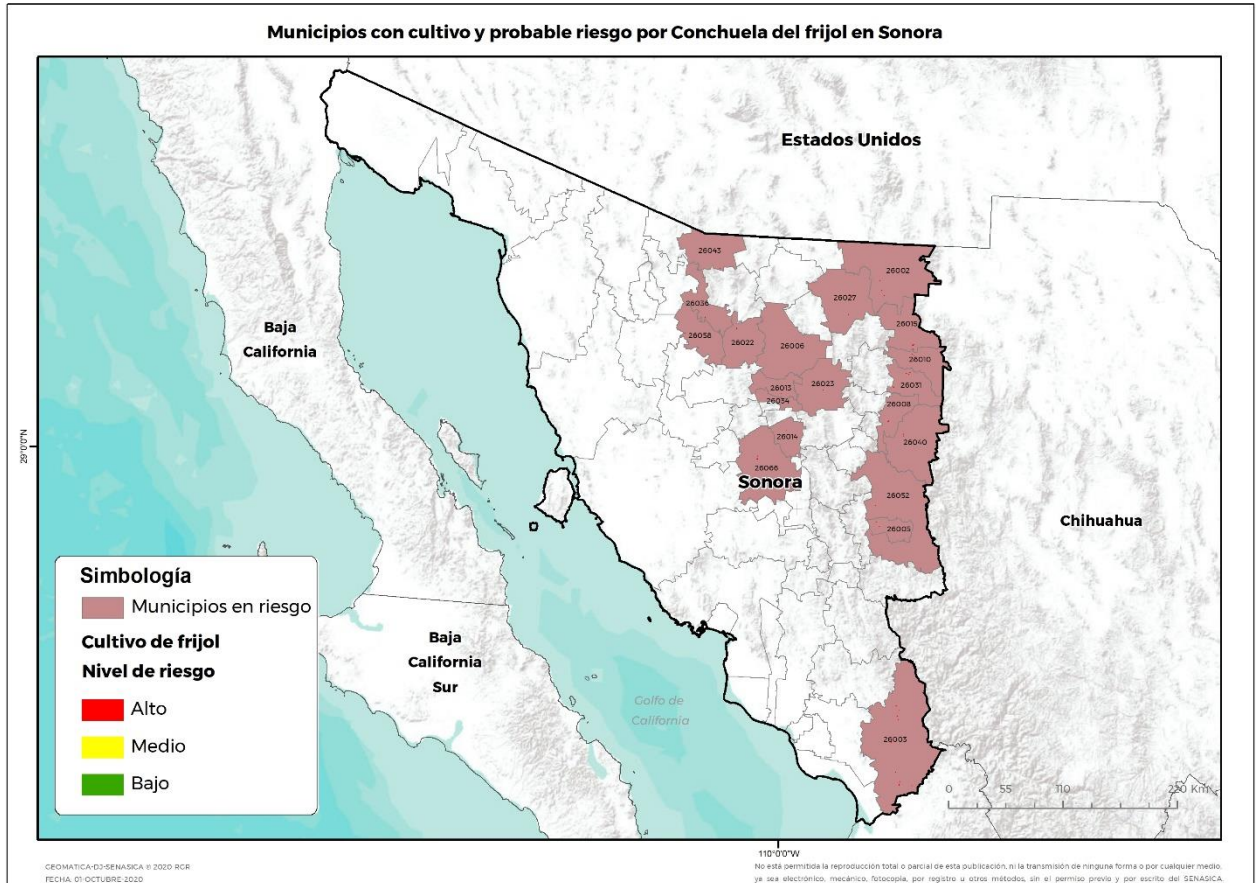 Municipios con cultivo y probable riesgo por Conchuela del frijol en Sonora
Estados Unidos
26043
26002
26027
26036
26015
26058
26022
26006
26010
Baja
California
26013
26023
26031
26034
26008
26014
26040
29°0'0"N
26066
Sonora
26052
Chihuahua
26005
Simbología
Municipios en riesgo
Cultivo de frijol
Nivel de riesgo
Alto
Medio
Bajo
Baja
California
Sur
Golfo de
California
26003
0 55 110 220 Km
110°0'0"W
GEOMATICA-DJ-SENASICA © 2020 RGR
FECHA: 01-OCTUBRE-2020
No está permitida la reproducción total o parcial de esta publicación, ni la transmisión de ninguna forma o por cualquier medio,
ya sea electrónico, mecánico, fotocopia, por registro u otros métodos, sin el permiso previo y por escrito del SENASICA.